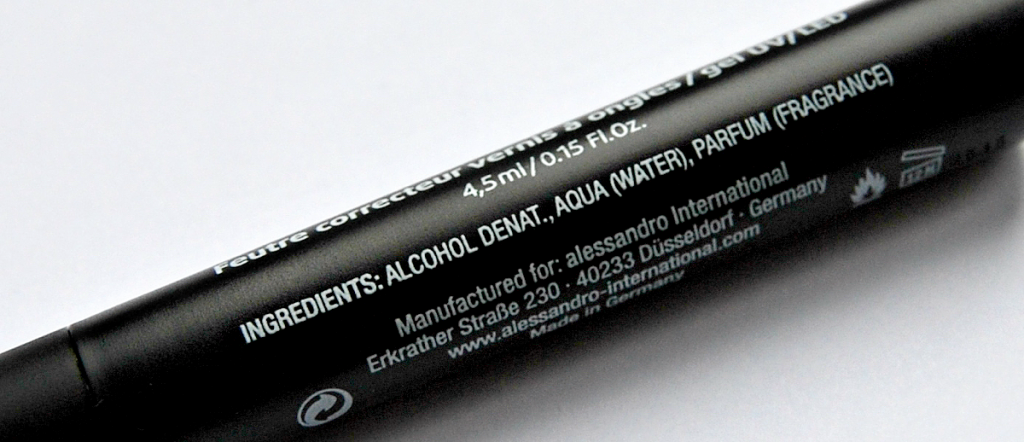 Feutre correcteur vernis à ongles / gel UV/LED
4,5ml / 0.15 Fl.Oz.
INGREDIENTS: ALCOHOL DENAT., AQUA (WATER), PARFUM (FRAGRANCE)
Manufactured for: alessandro International
Erkrather Straße 230 · 40233 Düsseldorf · Germany
www.alessandro-international.com
Made in Germany
12 M